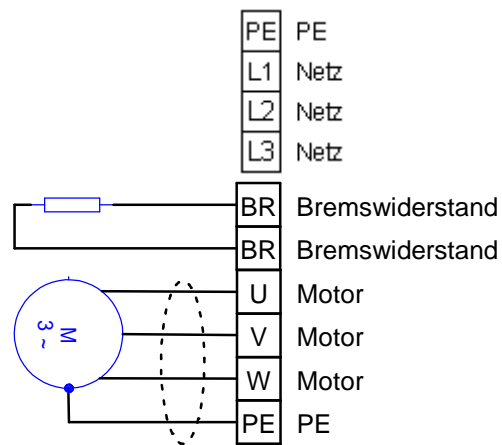 PE PE
L1 Netz
L2 Netz
L3 Netz
BR Bremswiderstand
BR Bremswiderstand
U Motor
V Motor
M
3 ~
W Motor
PE PE